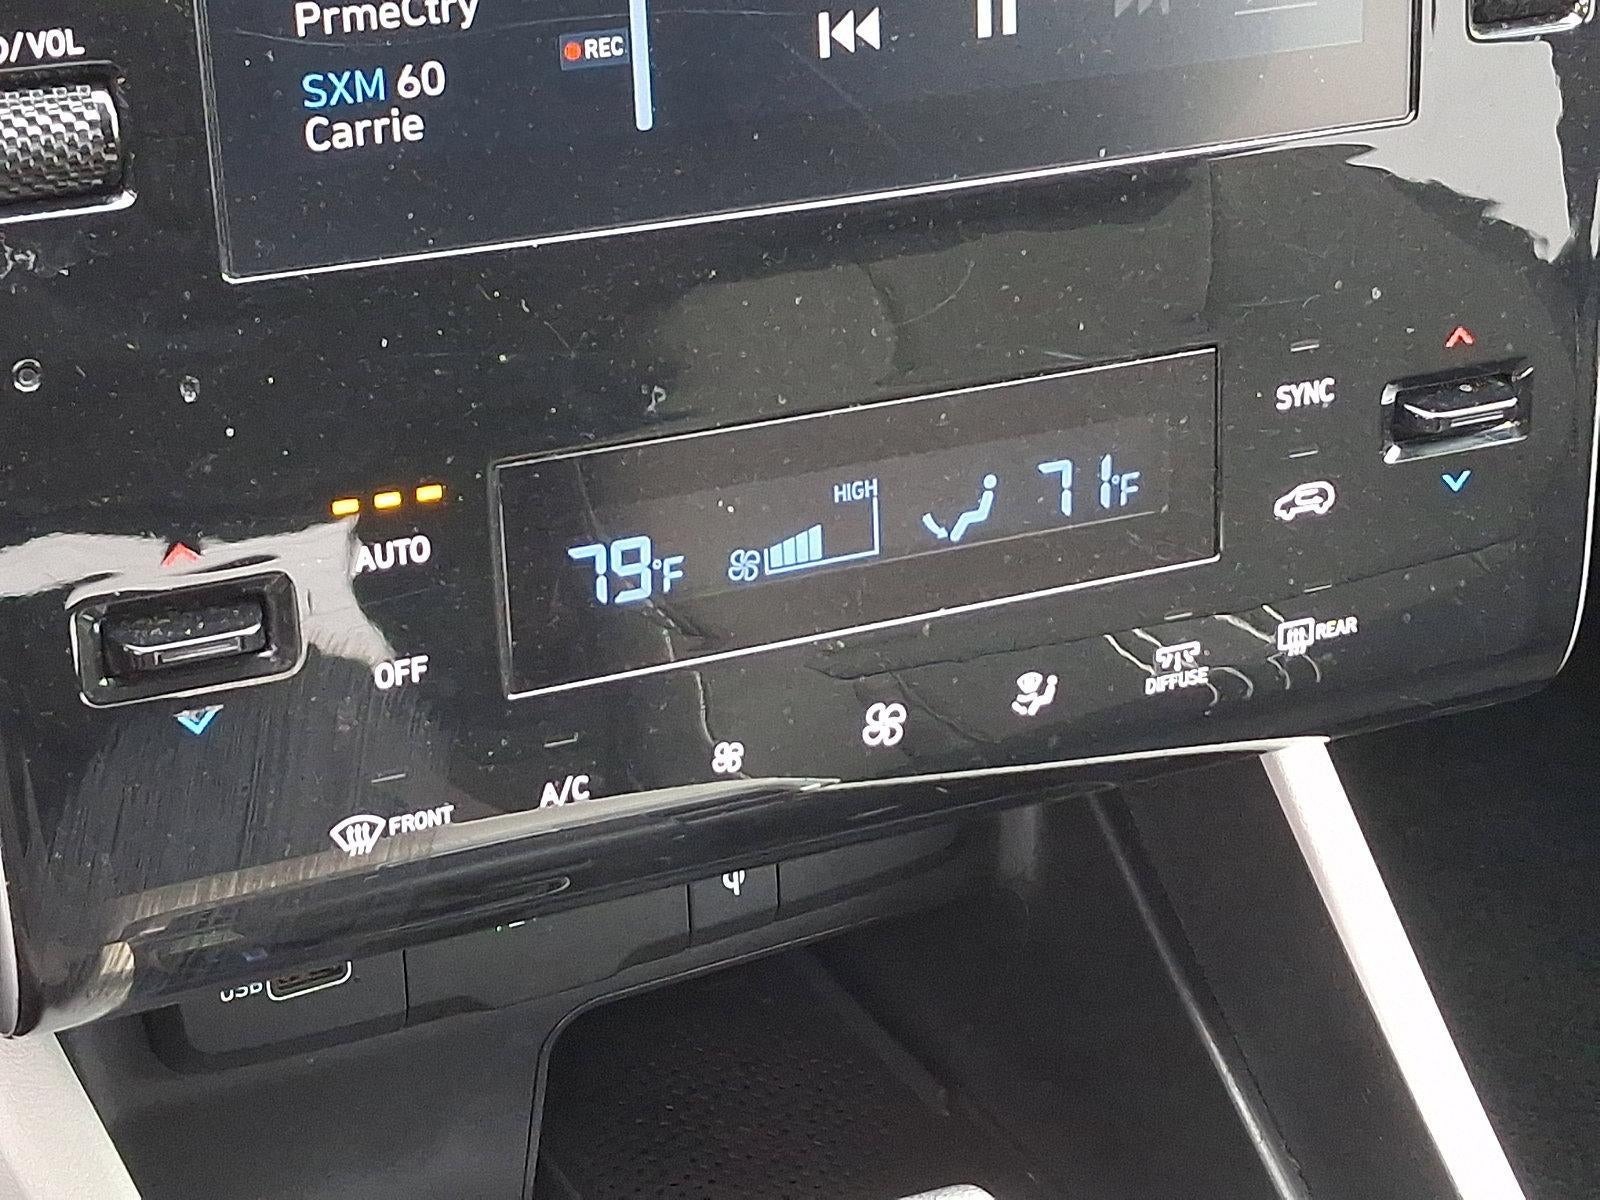 PrmeCtry
REC
SXM 60
Carrie
/VOL
SYNC
HIGH
71°F
79°F
AUTO
OFF
REAR
DIFFUSE
A/C
FRONT
USB